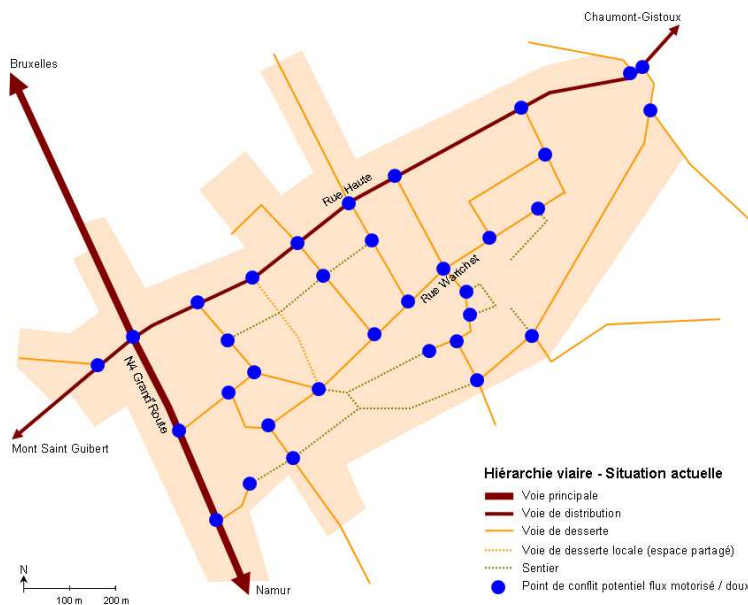 Chaumont-Gistoux
Bruxelles
Rue Haute
Rue Warichet
N4 Grand'Route
Mont Saint Guibert
Namur
Hiérarchie viaire - Situation actuelle
Voie principale
Voie de distribution
Voie de desserte
Voie de desserte locale (espace partagé)
Sentier
Point de conflit potentiel flux motorisé / doux
N
100 m 200 m